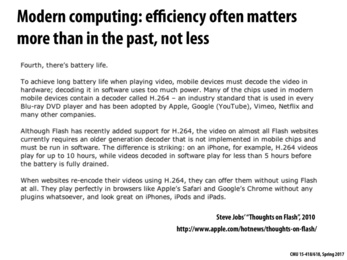 Modern computing: efficiency often matters
more than in the past, not less
Fourth, there's battery life.
To achieve long battery life when playing video, mobile devices must decode the video in
hardware; decoding it in software uses too much power. Many of the chips used in modern
mobile devices contain a decoder called H.264 – an industry standard that is used in every
Blu-ray DVD player and has been adopted by Apple, Google (YouTube), Vimeo, Netflix and
many other companies.
Although Flash has recently added support for H.264, the video on almost all Flash websites
currently requires an older generation decoder that is not implemented in mobile chips and
must be run in software. The difference is striking: on an iPhone, for example, H.264 videos
play for up to 10 hours, while videos decoded in software play for less than 5 hours before
the battery is fully drained.
When websites re-encode their videos using H.264, they can offer them without using Flash
at all. They play perfectly in browsers like Apple's Safari and Google's Chrome without any
plugins whatsoever, and look great on iPhones, iPods and iPads.
Steve Jobs' "Thoughts on Flash", 2010
http://www.apple.com/hotnews/thoughts-on-flash/
CMU 15-418/618, Spring 2017